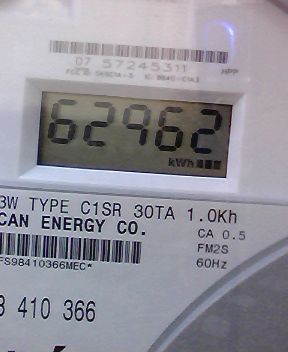 07 57245311
62962
kWh
3W TYPE C1SR 30TA 1.0Kh
CAN ENERGY CO.
CA 0.5
FM2S
60Hz
FS98410366MEC*
8 410 366